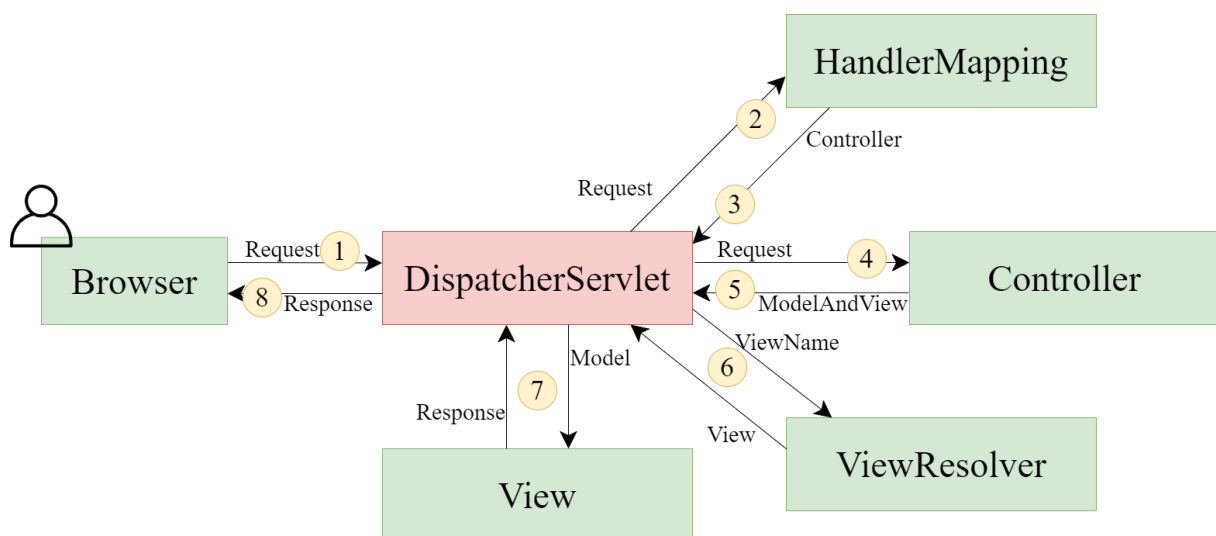 HandlerMapping
2
Controller
Request
3
Request
1
Request
4
Browser
DispatcherServlet
Controller
8
Response
5
ModelAndView
ViewName
Model
6
7
Response
View
ViewResolver
View